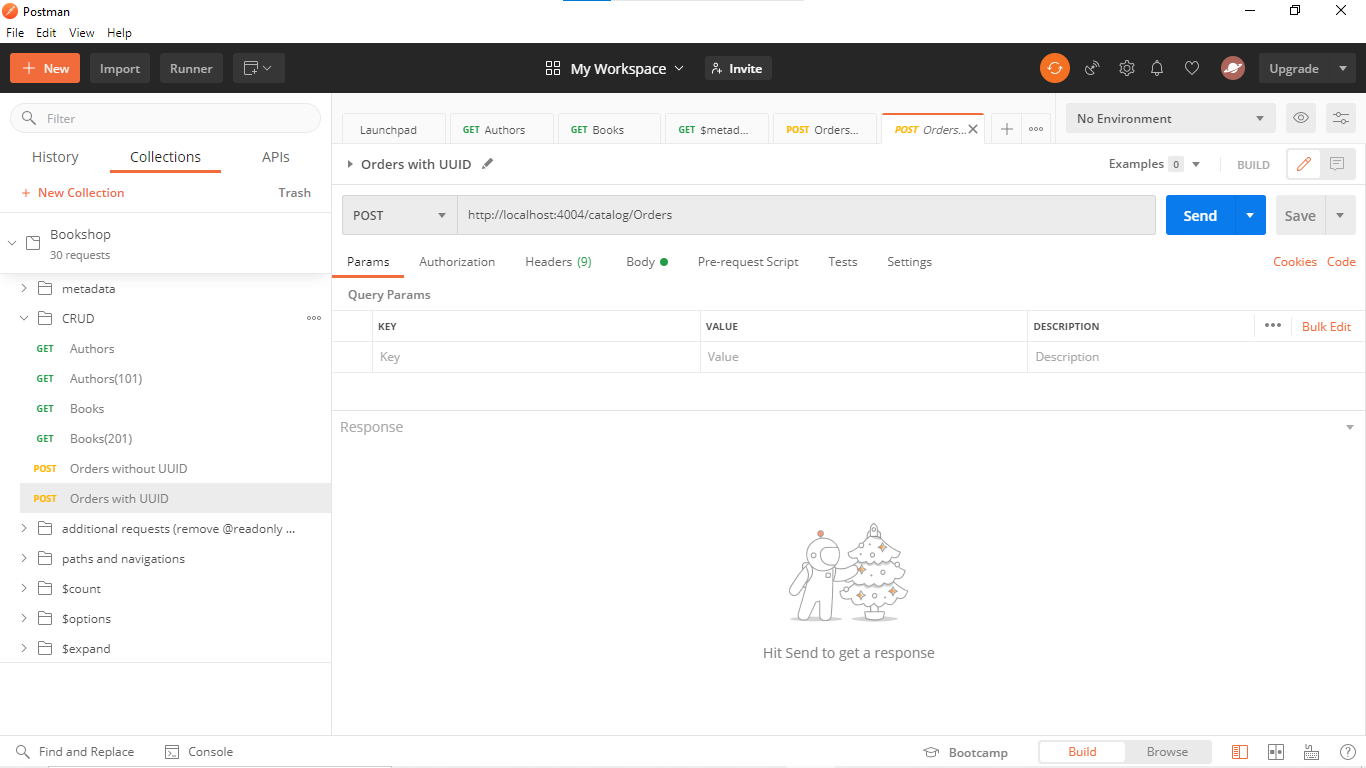 Postman
File Edit View Help
+ New Import Runner My Workspace Invite Upgrade
Filter
History Collections APIs
+ New Collection Trash
Bookshop
30 requests
metadata
CRUD
GET Authors
GET Authors(101)
GET Books
GET Books(201)
POST Orders without UUID
POST Orders with UUID
additional requests (remove @readonly ...
paths and navigations
$count
$options
$expand
Launchpad GET Authors GET Books GET $metad... POST Orders... POST Orders... No Environment
Orders with UUID Examples 0 BUILD
POST http://localhost:4004/catalog/Orders Send Save
Params Authorization Headers (9) Body Pre-request Script Tests Settings Cookies Code
Query Params
KEY VALUE DESCRIPTION Bulk Edit
Key Value Description
Response
Hit Send to get a response
Find and Replace Console Bootcamp Build Browse